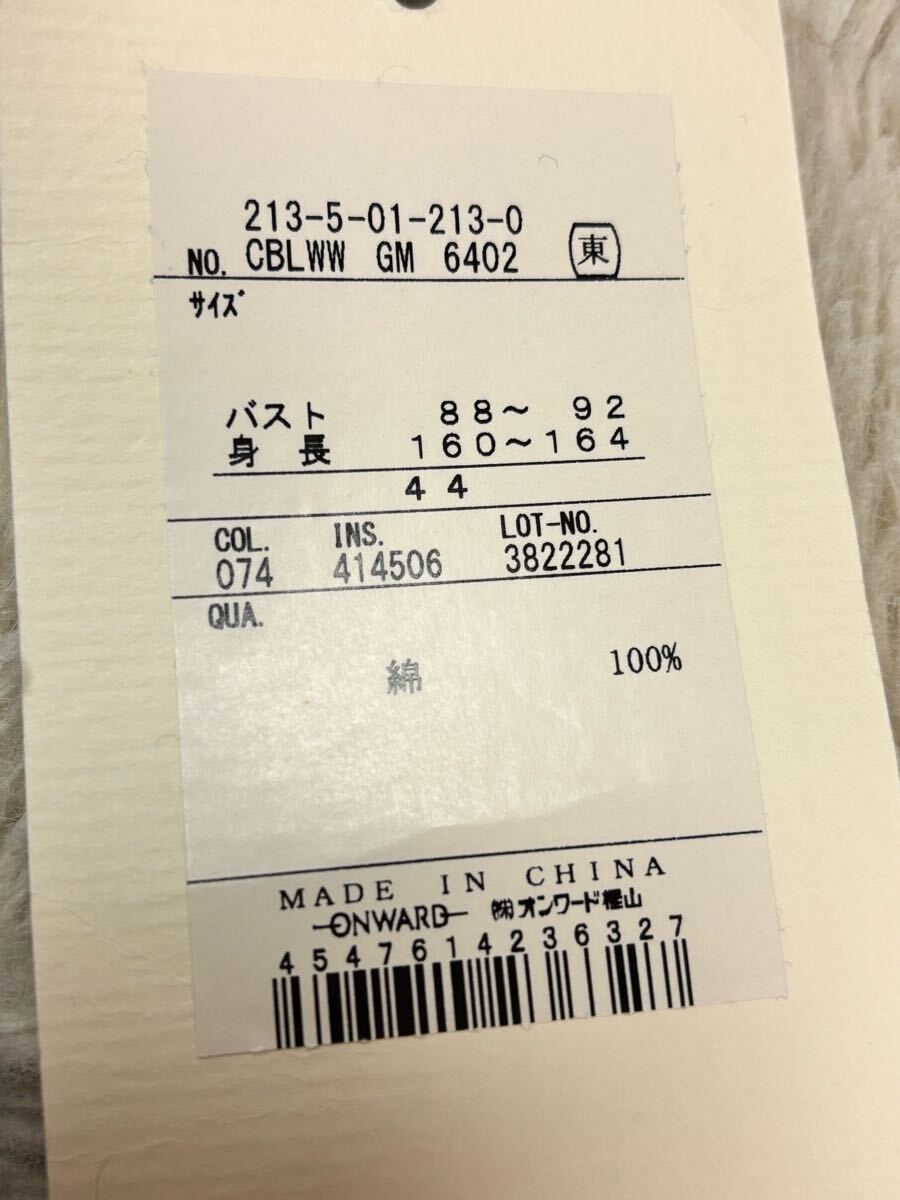 213-5-01-213-0
NO. CBLWW GM 6402 東
サイズ
バスト 88～ 92
身長 160～164
44
COL. INS. LOT-NO.
074 414506 3822281
QUA.
綿 100%
MADE IN CHINA
ONWARD ㈱オンワード樫山
4547614236327